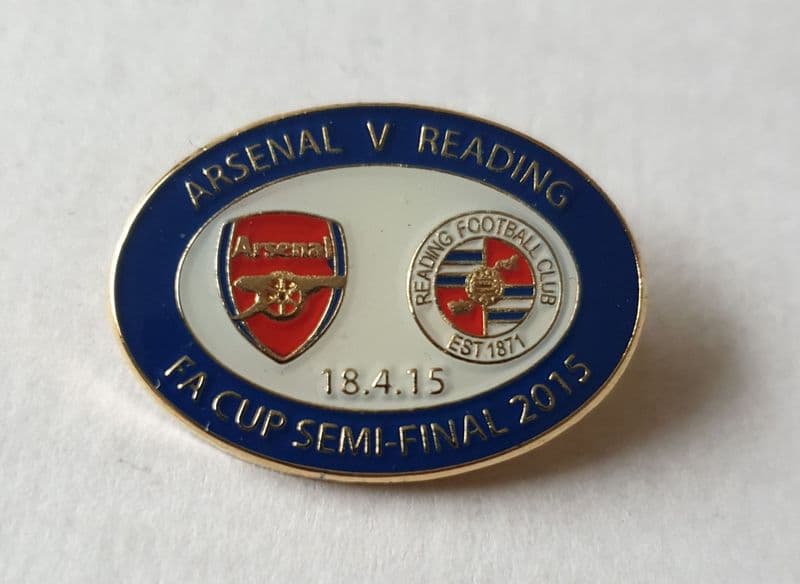 ARSENAL V READING
Arsenal
READING FOOTBALL CLUB
EST 1871
18.4.15
FA CUP SEMI-FINAL 2015